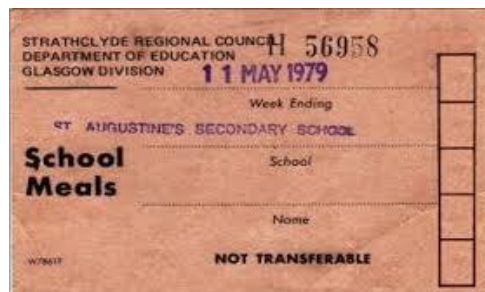 STRATHCLYDE REGIONAL COUNCIL H 56958
DEPARTMENT OF EDUCATION
GLASGOW DIVISION 11 MAY 1979
Week Ending
ST. AUGUSTINE'S SECONDARY SCHOOL
School
Meals
School
Name
NOT TRANSFERABLE